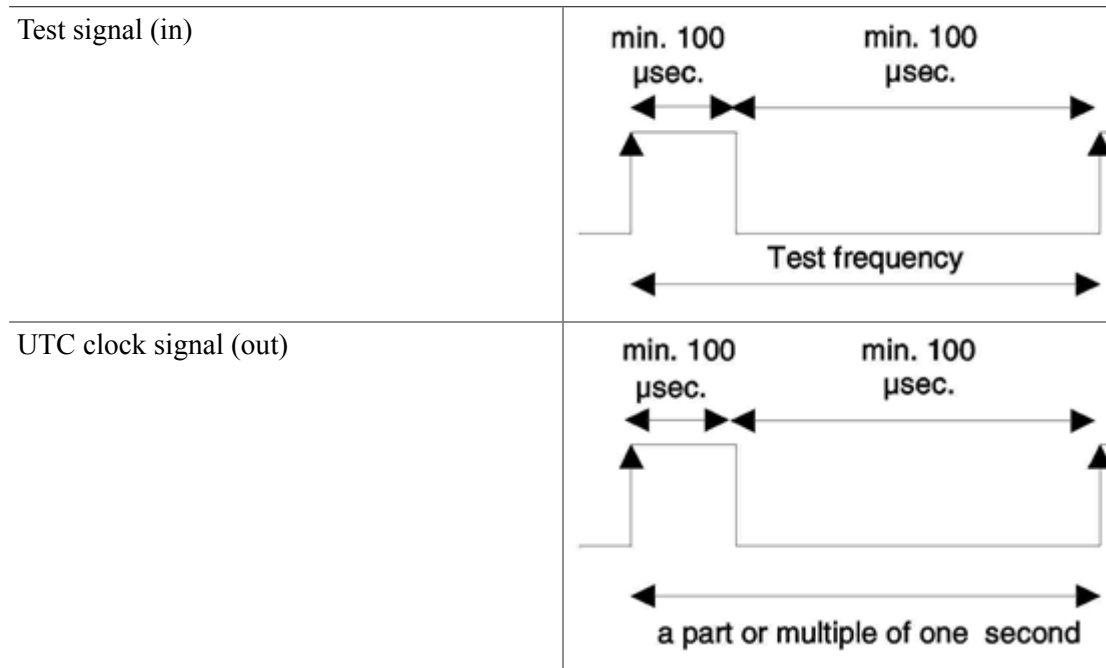 Test signal (in)
min. 100
µsec.
min. 100
µsec.
Test frequency
UTC clock signal (out)
min. 100
µsec.
min. 100
µsec.
a part or multiple of one second